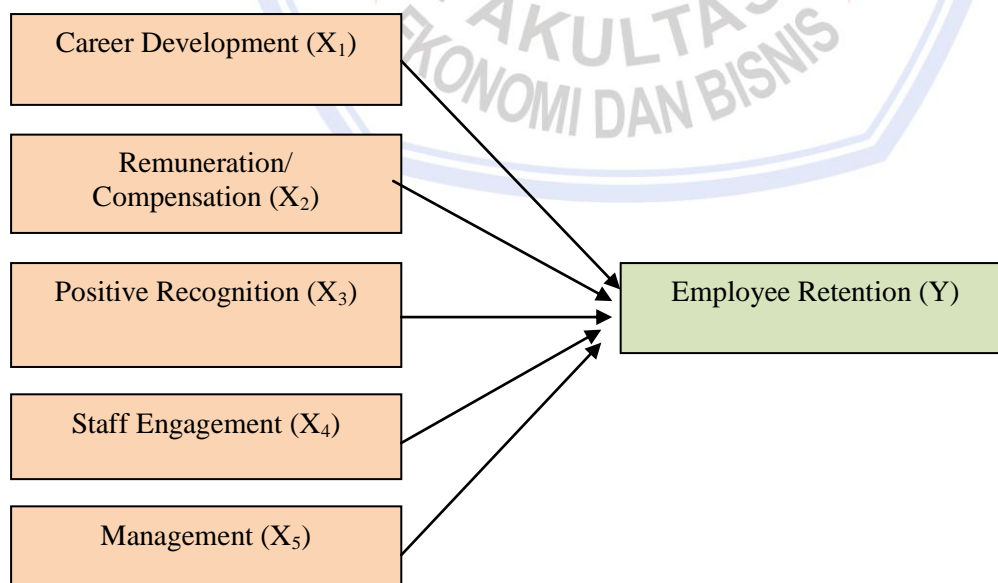 FAKULTAS
EKONOMI DAN BISNIS
Career Development (X₁)
Remuneration/
Compensation (X₂)
Positive Recognition (X₃)
Employee Retention (Y)
Staff Engagement (X₄)
Management (X₅)